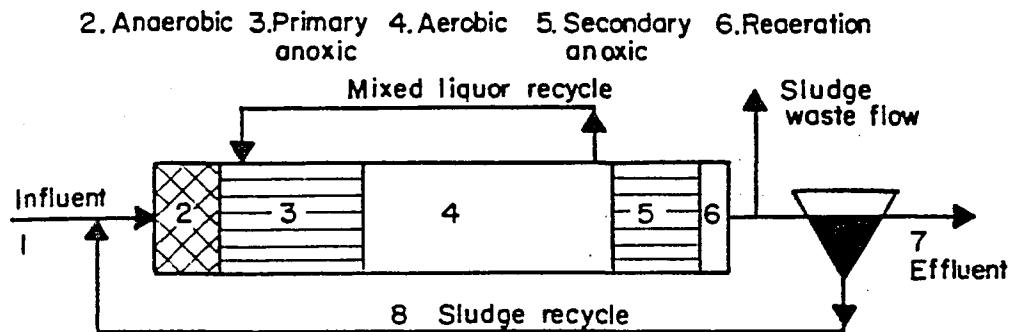 2. Anaerobic 3. Primary anoxic 4. Aerobic 5. Secondary anoxic 6. Reaeration
Mixed liquor recycle
Sludge
waste flow
Influent
1
2
3
4
5
6
7
Effluent
8 Sludge recycle